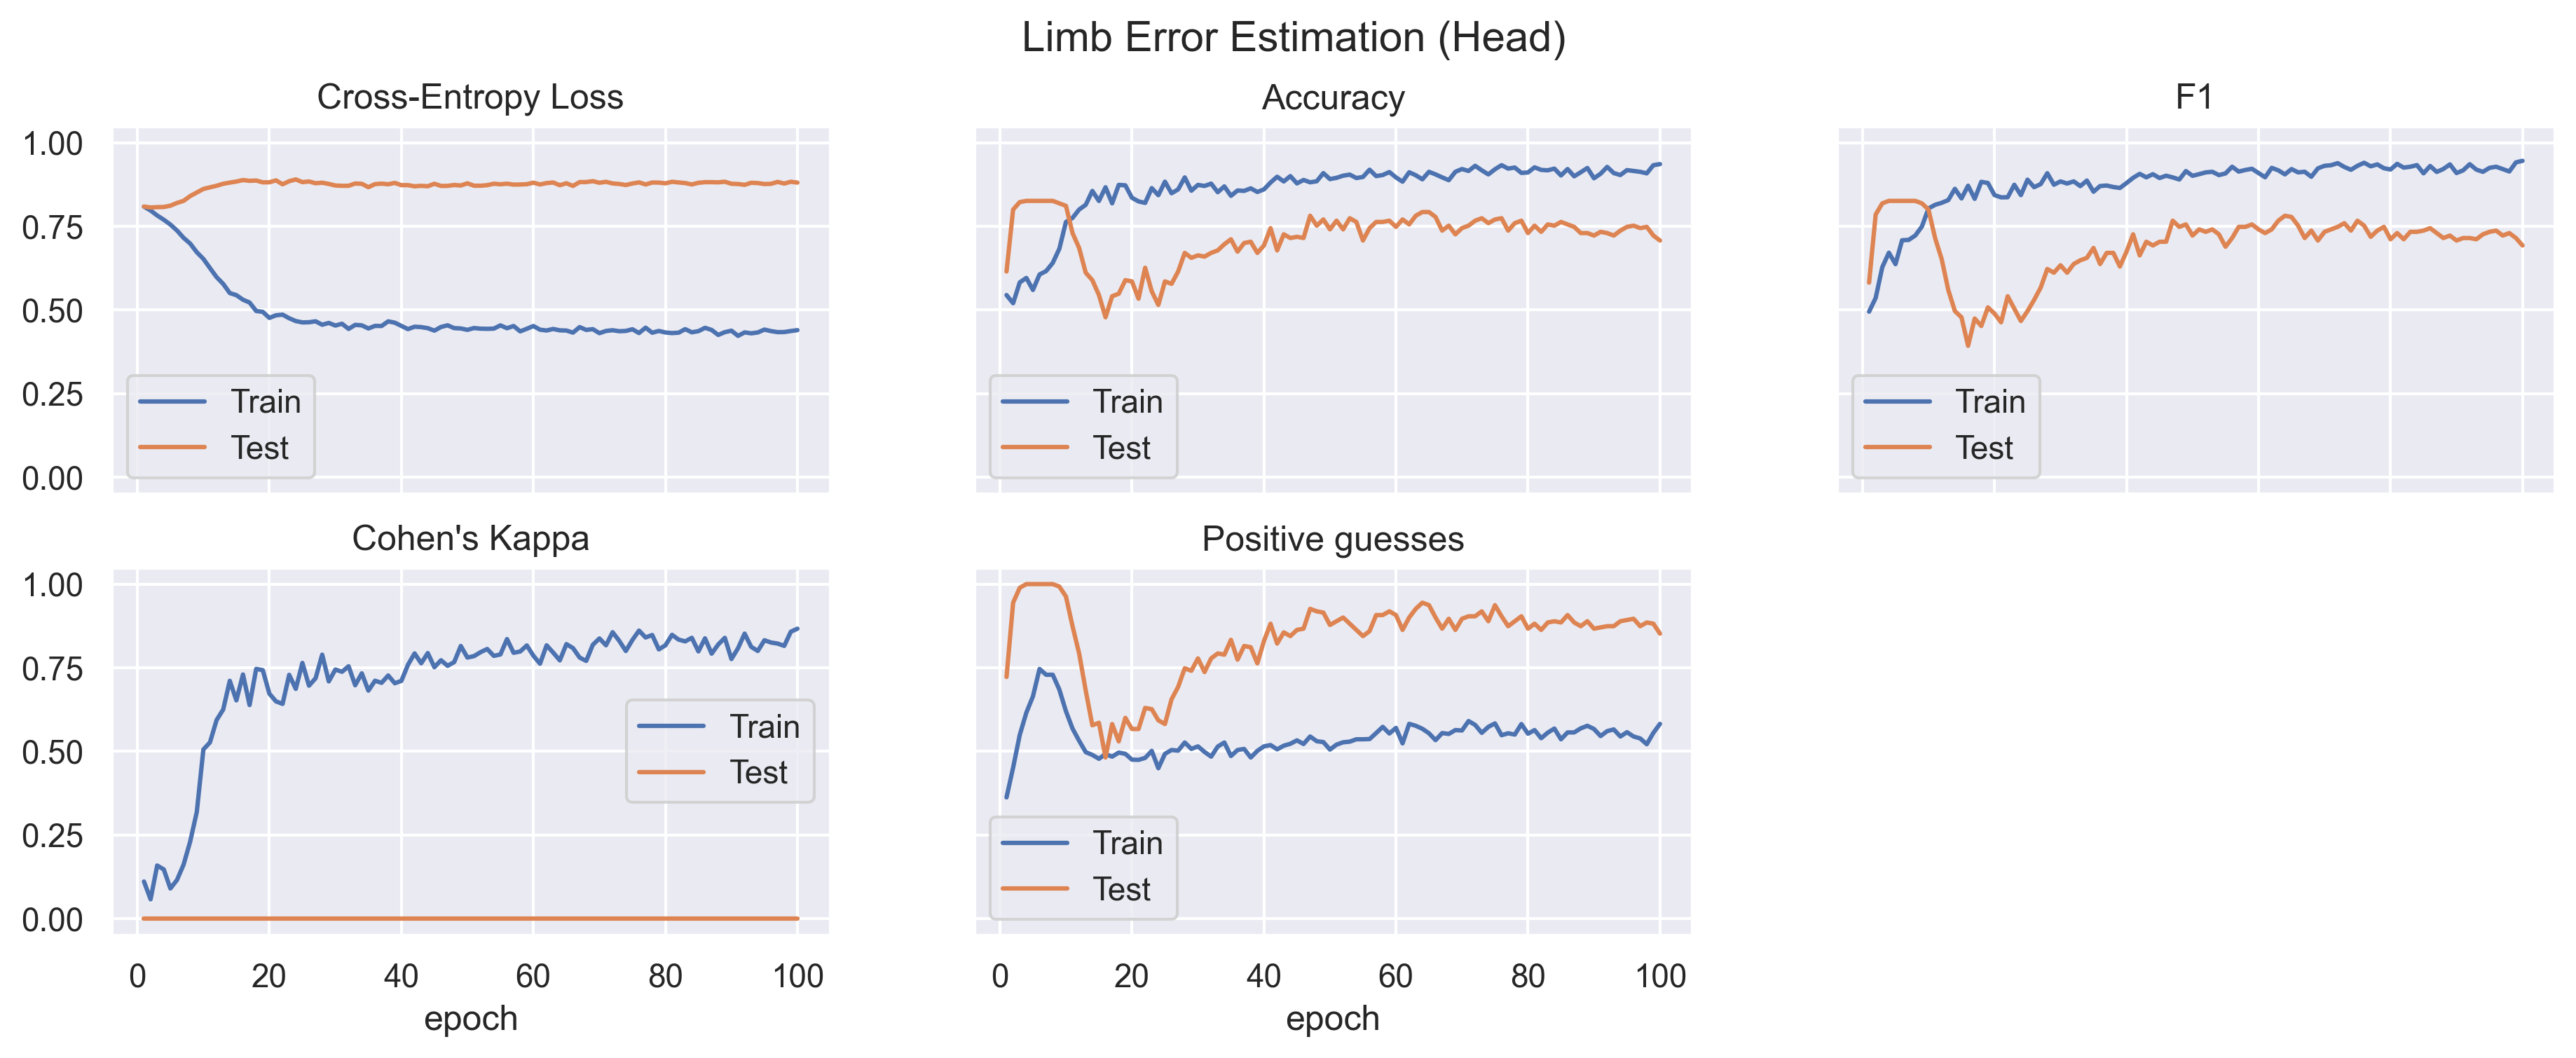 Limb Error Estimation (Head)
Cross-Entropy Loss
Accuracy
F1
1.00
0.75
0.50
0.25
0.00
Train
Test
Train
Test
Train
Test
Cohen's Kappa
Positive guesses
1.00
0.75
0.50
0.25
0.00
Train
Test
Train
Test
0 20 40 60 80 100
epoch
0 20 40 60 80 100
epoch